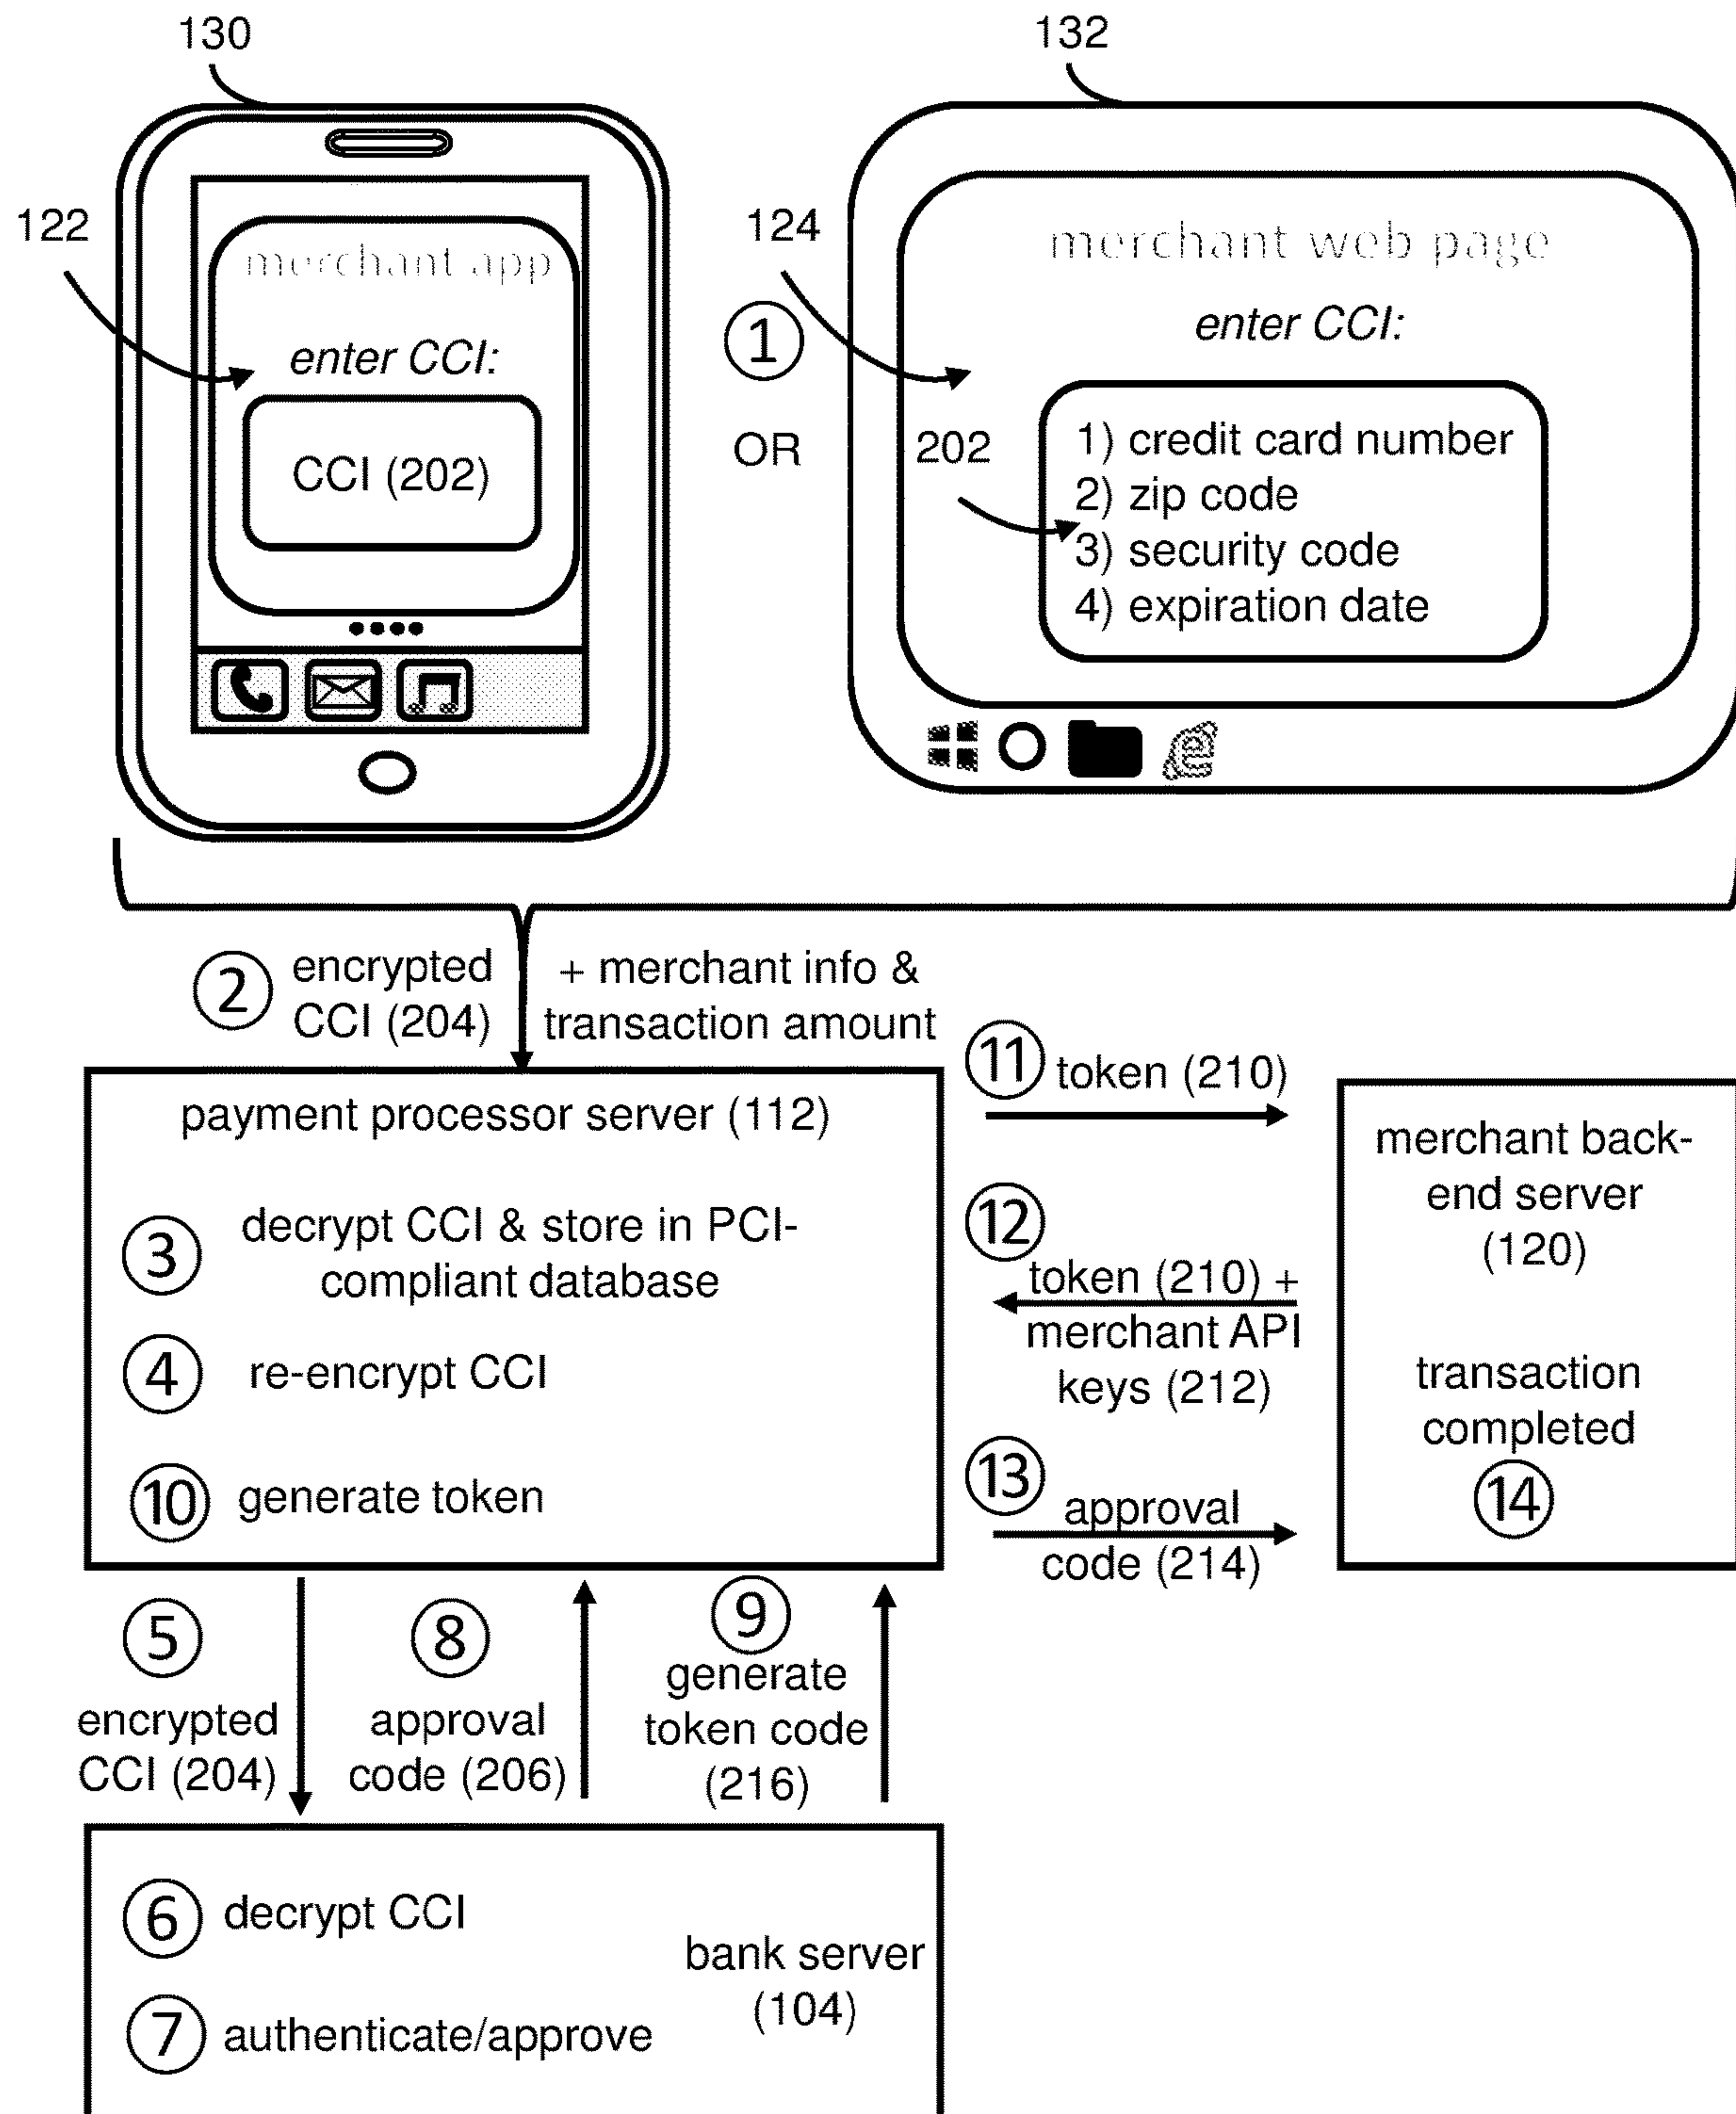 130
132
122
merchant app
enter CCI:
CCI (202)
1
OR
124
merchant web page
enter CCI:
202
1) credit card number
2) zip code
3) security code
4) expiration date
2
encrypted
CCI (204)
+ merchant info &
transaction amount
payment processor server (112)
3
decrypt CCI & store in PCI-
compliant database
4
re-encrypt CCI
10
generate token
11
token (210)
12
token (210) +
merchant API
keys (212)
13
approval
code (214)
merchant back-
end server
(120)
transaction
completed
14
5
encrypted
CCI (204)
8
approval
code (206)
9
generate
token code
(216)
6
decrypt CCI
7
authenticate/approve
bank server
(104)